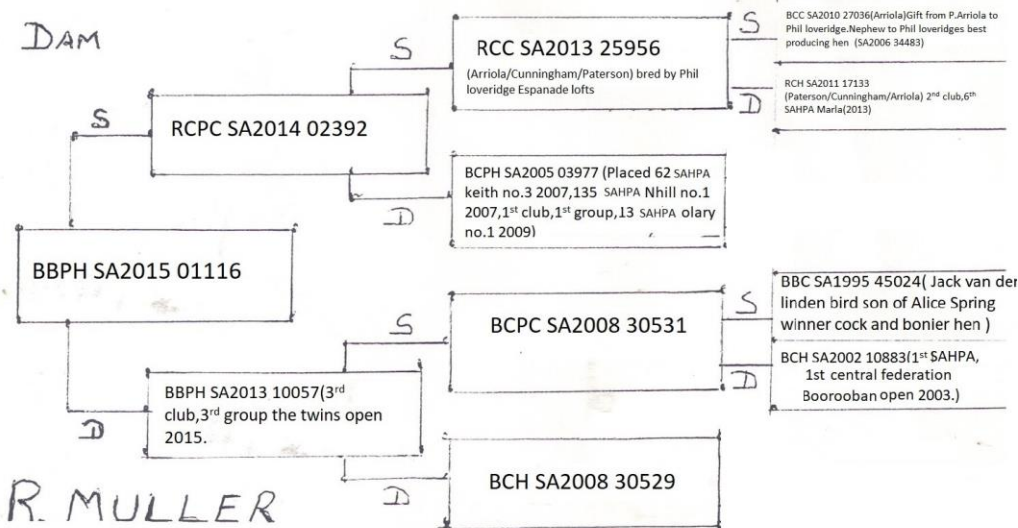 DAM
S
RCC SA2013 25956
(Arriola/Cunningham/Paterson) bred by Phil
loveridge Espanade lofts
S
BCC SA2010 27036(Arriola)Gift from P.Arriola to
Phil loveridge.Nephew to Phil loveridges best
producing hen (SA2006 34483)
D
RCH SA2011 17133
(Paterson/Cunningham/Arriola) 2nd club,6th
SAHPA Marla(2013)
S
RCPC SA2014 02392
D
BCPH SA2005 03977 (Placed 62 SAHPA
keith no.3 2007,135 SAHPA Nhill no.1
2007,1st club,1st group,13 SAHPA olary
no.1 2009)
BBPH SA2015 01116
S
BCPC SA2008 30531
S
BBC SA1995 45024( Jack van der
linden bird son of Alice Spring
winner cock and bonier hen )
D
BCH SA2002 10883(1st SAHPA,
1st central federation
Boorooban open 2003.)
D
BBPH SA2013 10057(3rd
club,3rd group the twins open
2015.
D
BCH SA2008 30529
R. MULLER